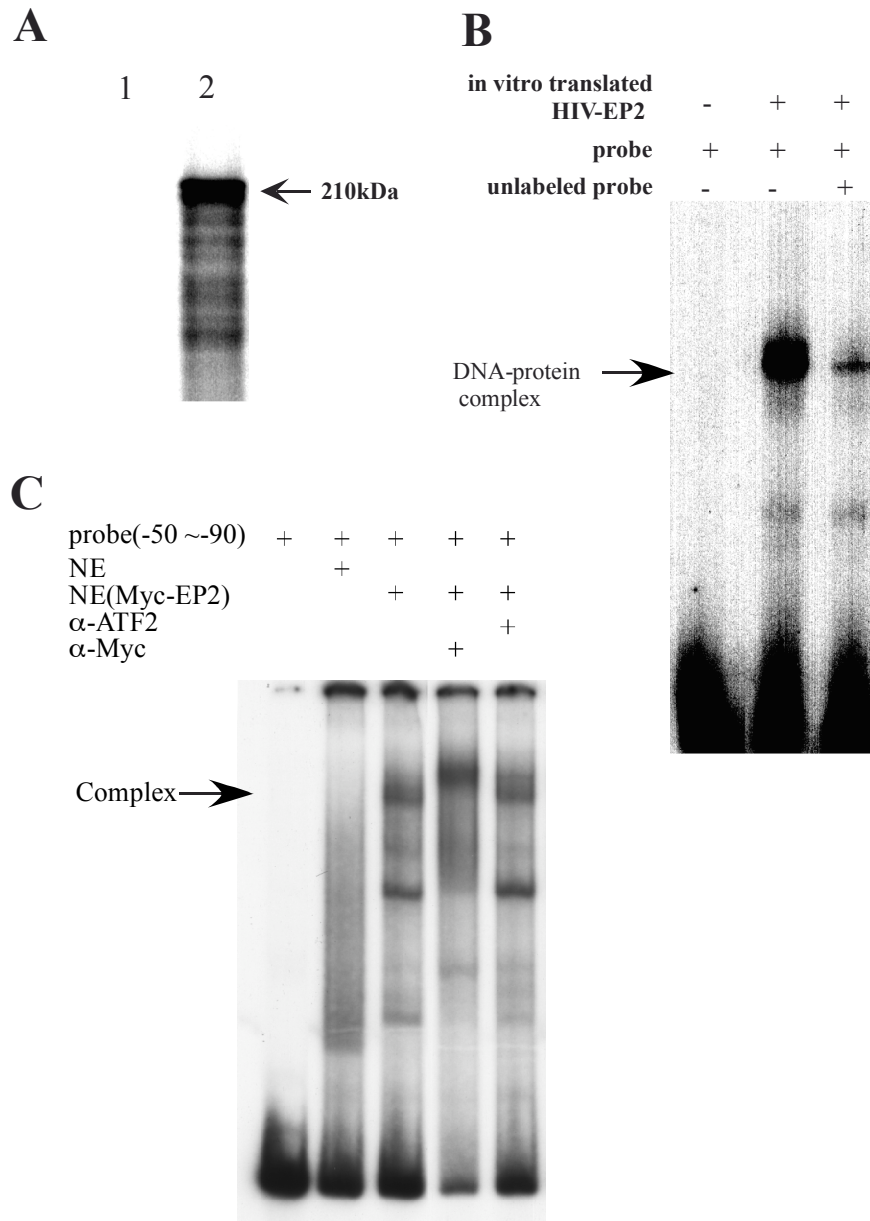 A
1 2
210kDa
B
in vitro translated - + +
HIV-EP2
probe + + +
unlabeled probe - - +
DNA-protein
complex
C
probe(-50 ~-90) + + + + +
NE +
NE(Myc-EP2) + + +
α-ATF2 +
α-Myc +
Complex